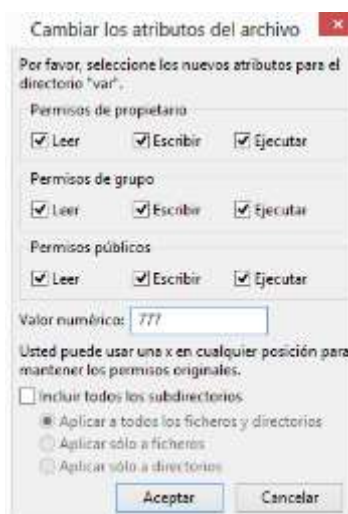 Cambiar los atributos del archivo
Por favor, seleccione los nuevos atributos para el
directorio "var".
Permisos de propietario
Leer Escribir Ejecutar
Permisos de grupo
Leer Escribir Ejecutar
Permisos públicos
Leer Escribir Ejecutar
Valor numérico: 777
Usted puede usar una x en cualquier posición para
mantener los permisos originales.
Incluir todos los subdirectorios
Aplicar a todos los ficheros y directorios
Aplicar sólo a ficheros
Aplicar sólo a directorios
Aceptar Cancelar